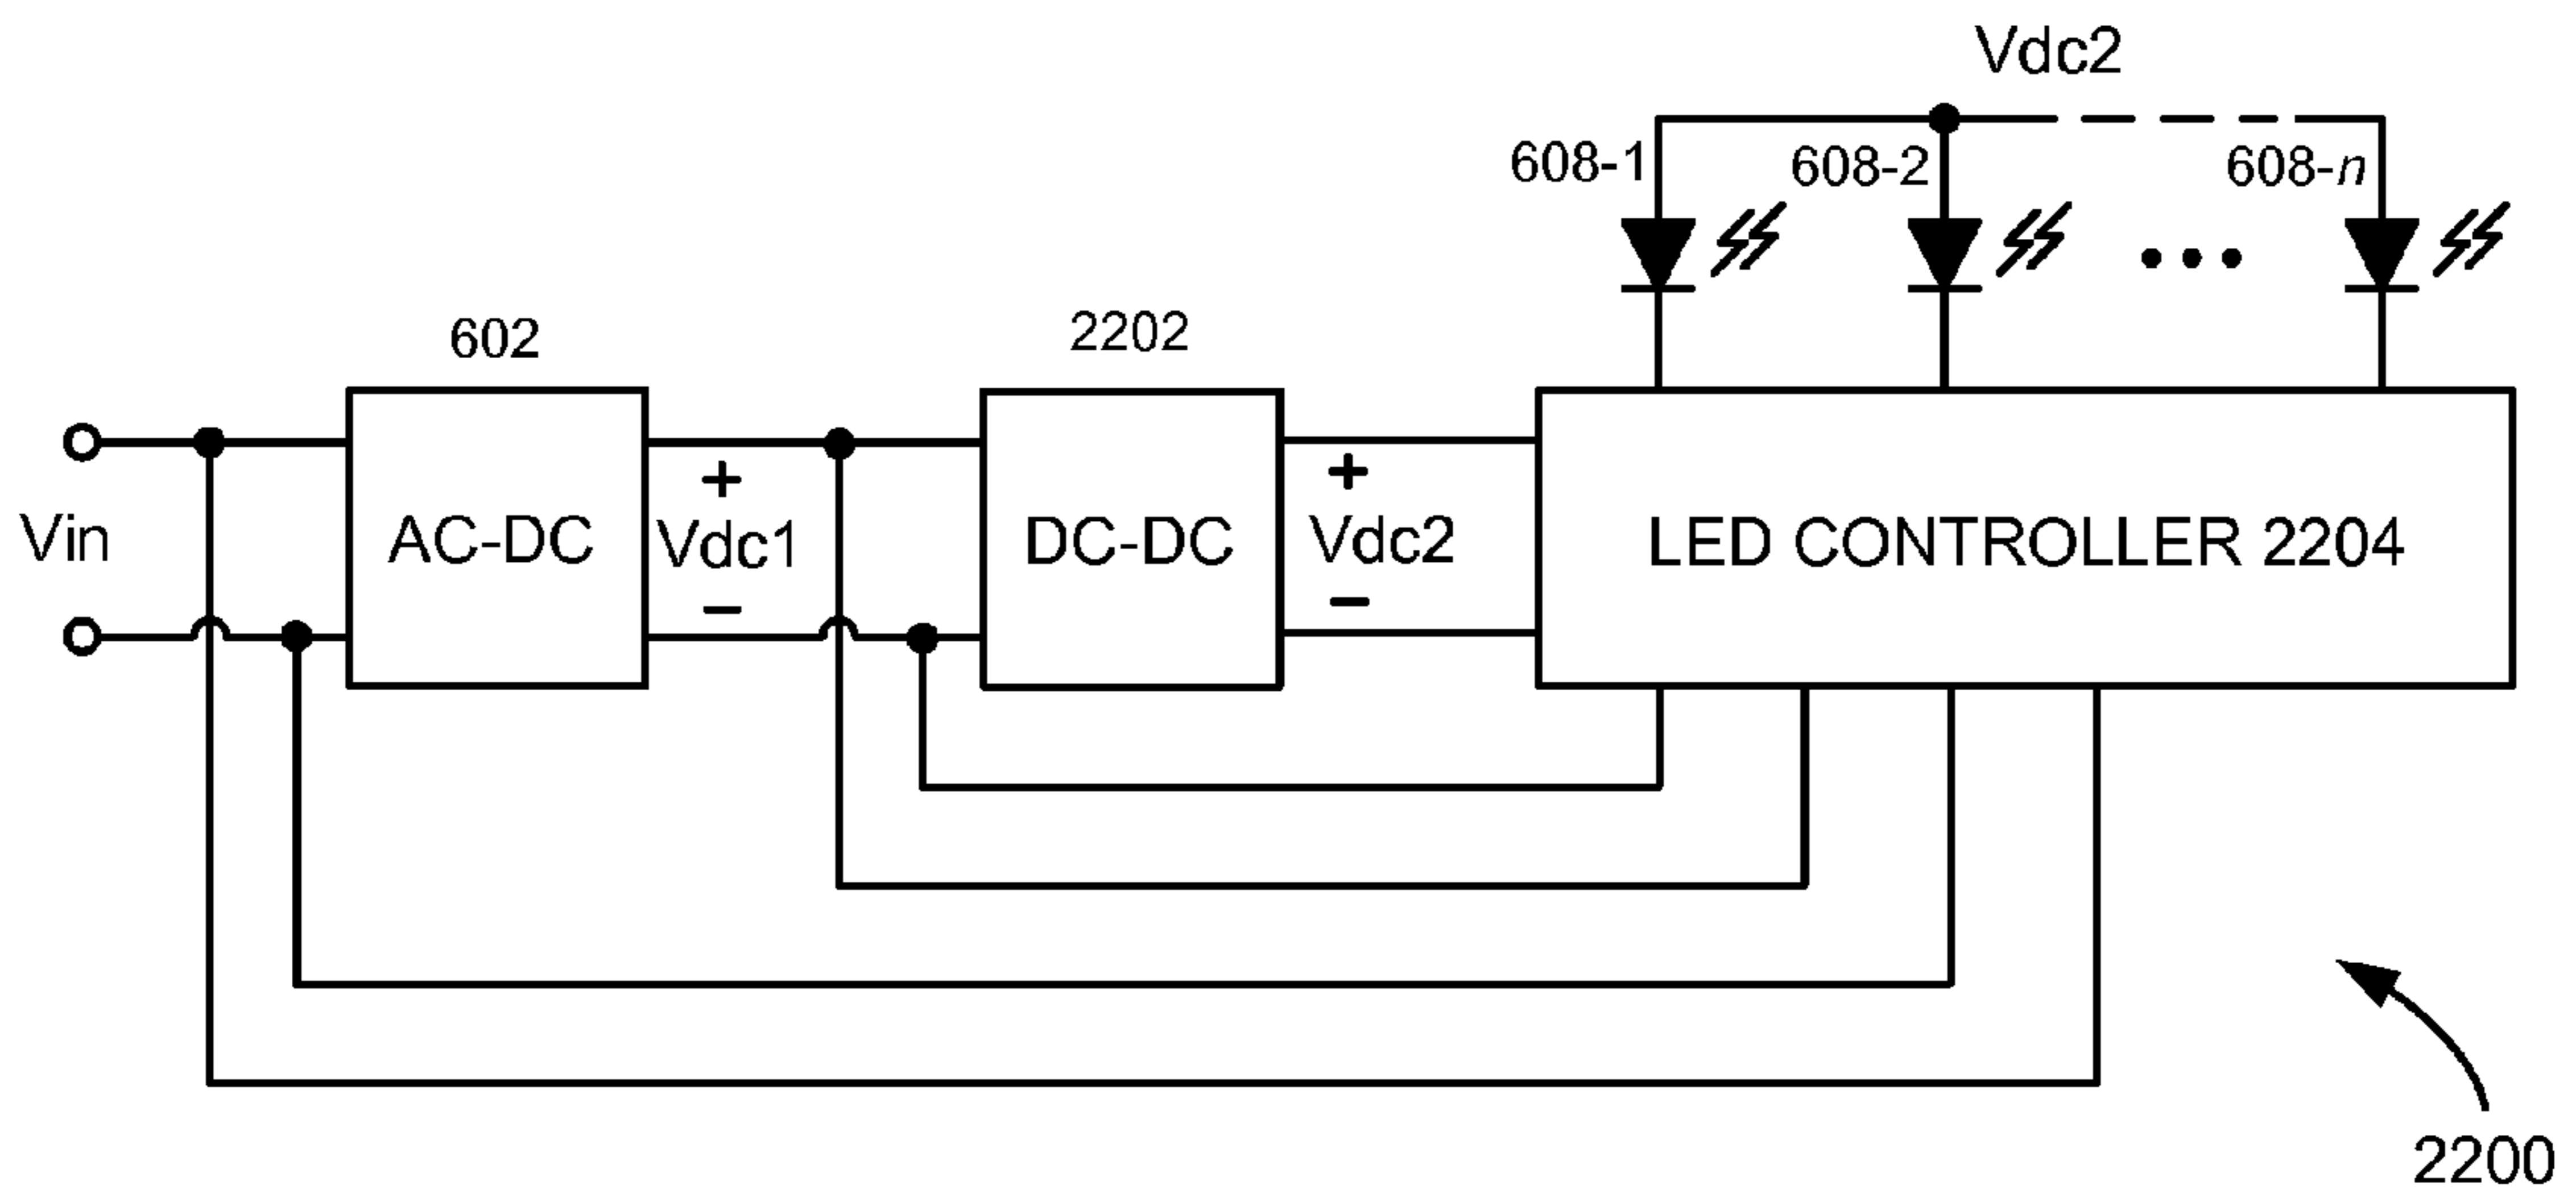 Vdc2
608-1
608-2
608-n
602
2202
Vin
AC-DC
+
Vdc1
−
DC-DC
+
Vdc2
−
LED CONTROLLER 2204
2200